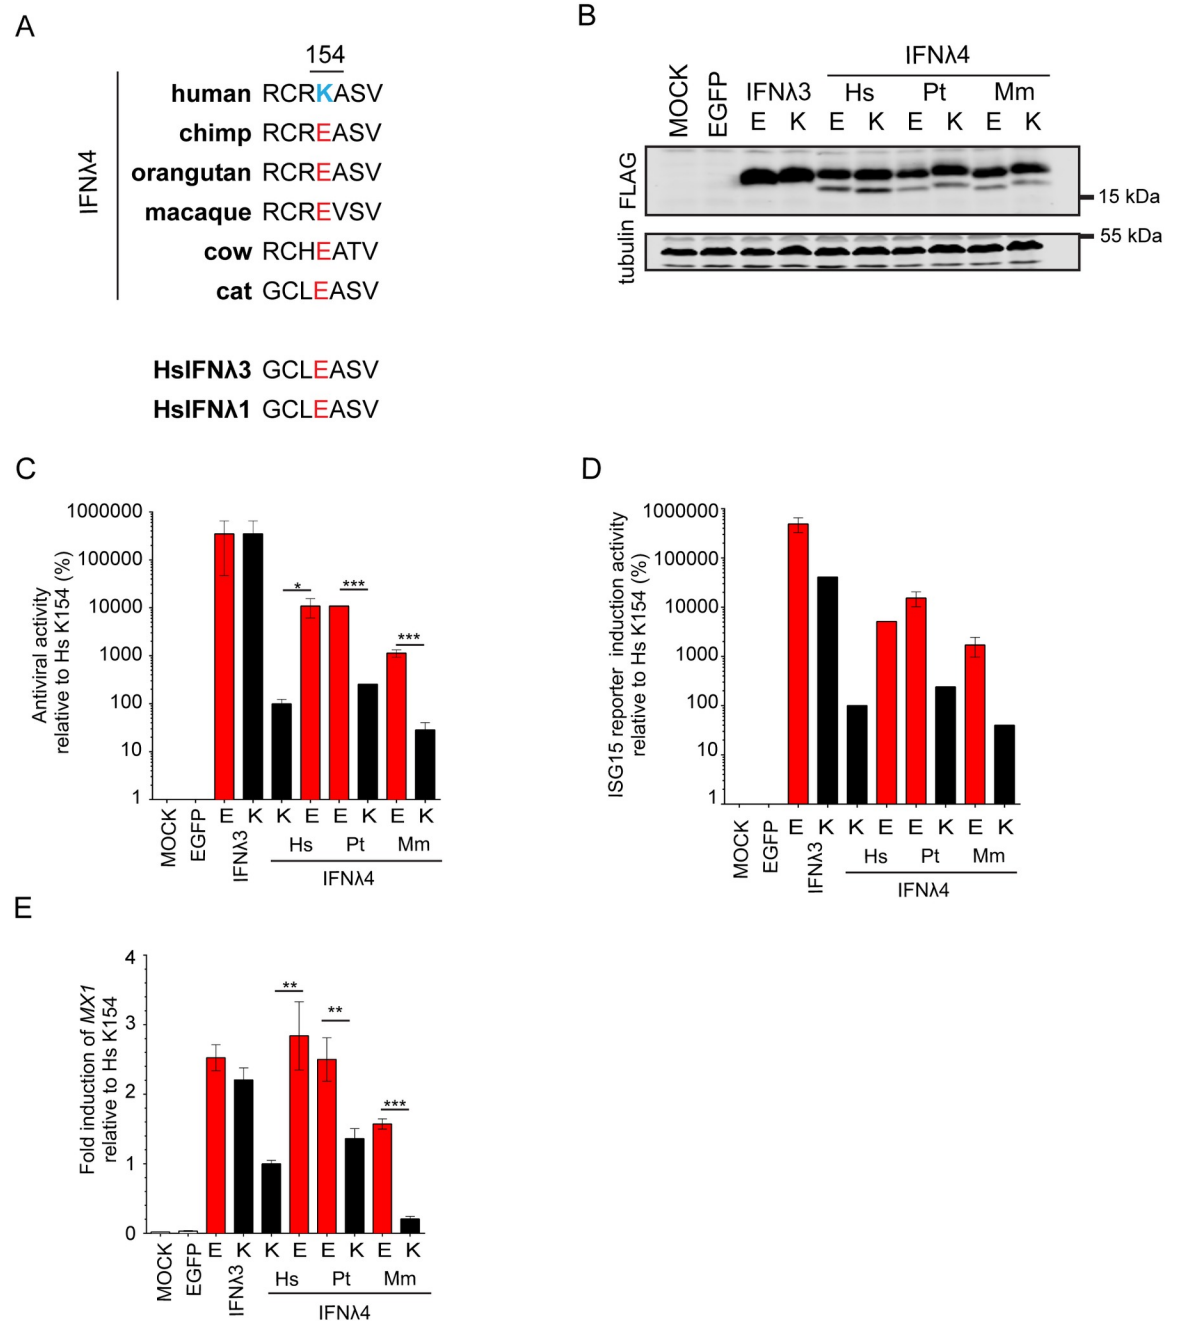 A
154
IFNλ4
human RCRKASV
chimp RCREASV
orangutan RCREASV
macaque RCREVSV
cow RCHEATV
cat GCLEASV
HsIFNλ3 GCLEASV
HsIFNλ1 GCLEASV
B
IFNλ4
MOCK EGFP IFNλ3 Hs Pt Mm
E K E K E K E K
FLAG
15 kDa
tubulin
55 kDa
C
Antiviral activity
relative to Hs K154 (%)
1000000
100000
10000
1000
100
10
1
* *** ***
MOCK EGFP E K K E E K E K
IFNλ3 Hs Pt Mm
IFNλ4
D
ISG15 reporter induction activity
relative to Hs K154 (%)
1000000
100000
10000
1000
100
10
1
MOCK EGFP E K K E E K E K
IFNλ3 Hs Pt Mm
IFNλ4
E
Fold induction of MX1
relative to Hs K154
4
3
2
1
0
** ** ***
MOCK EGFP E K K E E K E K
IFNλ3 Hs Pt Mm
IFNλ4